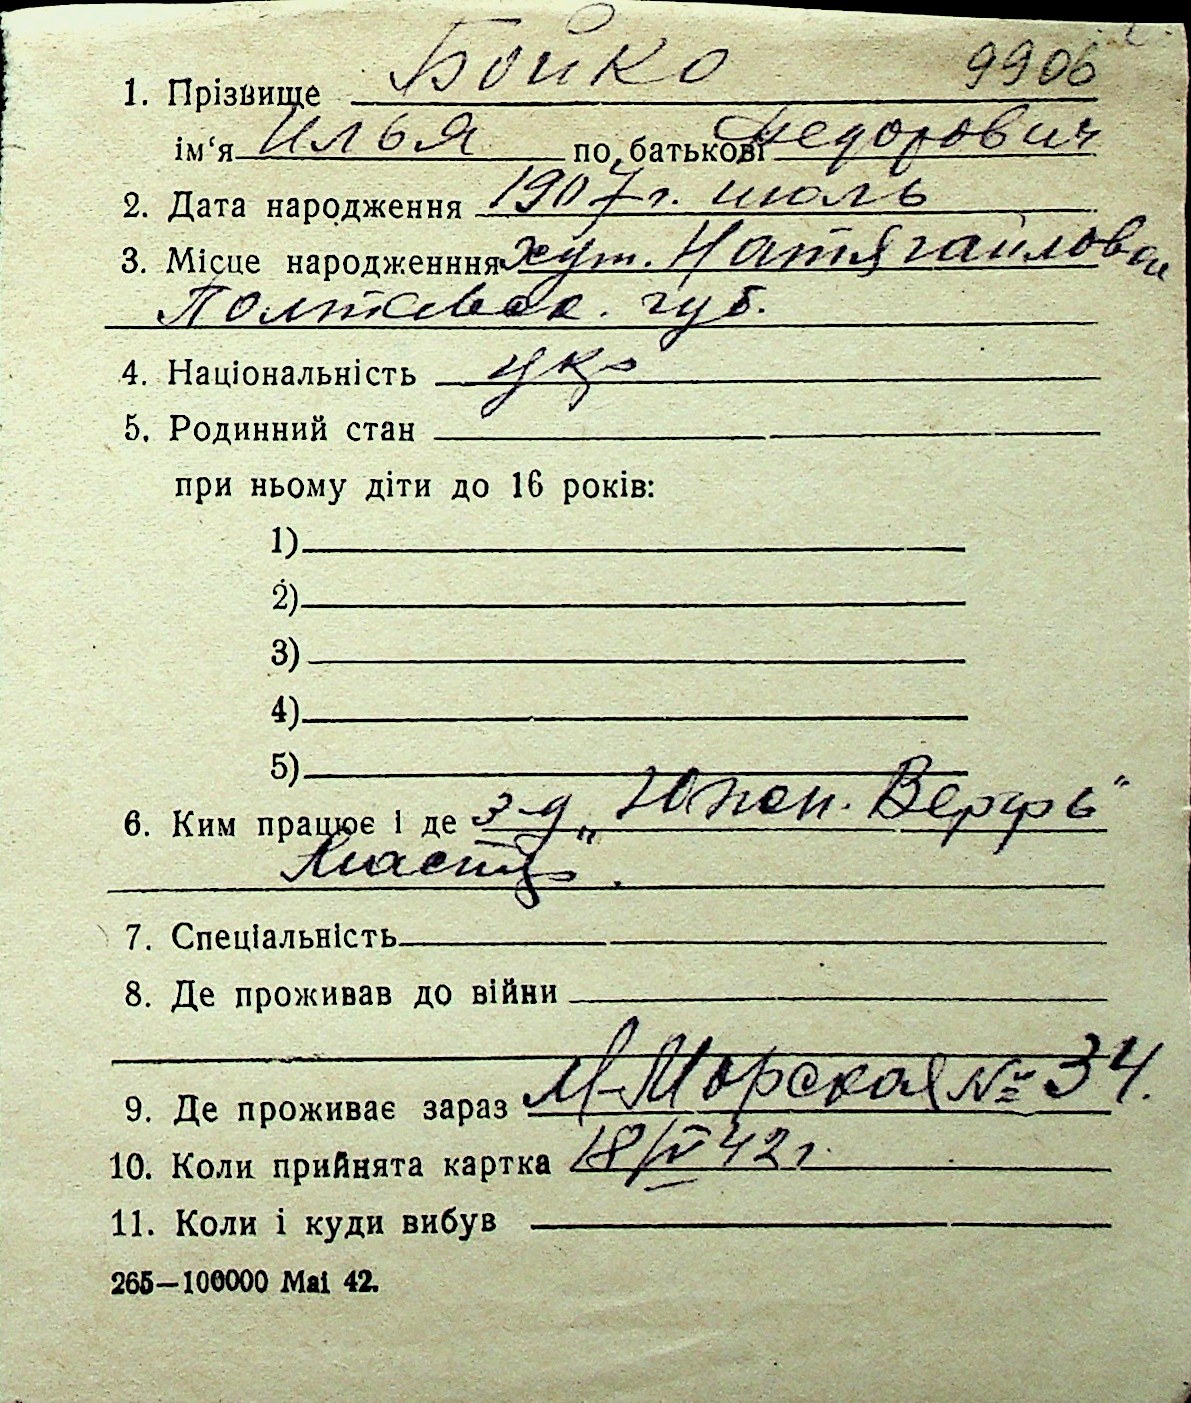 9906
1. Прізвище Бойко
ім'я Илья по батькові Федорович
2. Дата народження 1907 г. июль
3. Місце народженння хут. Натягайловка
Полтавск. губ.
4. Національність укр
5. Родинний стан
при ньому діти до 16 років:
1)
2)
3)
4)
5)
6. Ким працює і де з-д „Южн. Верфь“
мастер
7. Спеціальність
8. Де проживав до війни
9. Де проживає зараз М-Морская № 34.
10. Коли прийнята картка 18/IV 42 г.
11. Коли і куди вибув
265—100000 Mai 42.